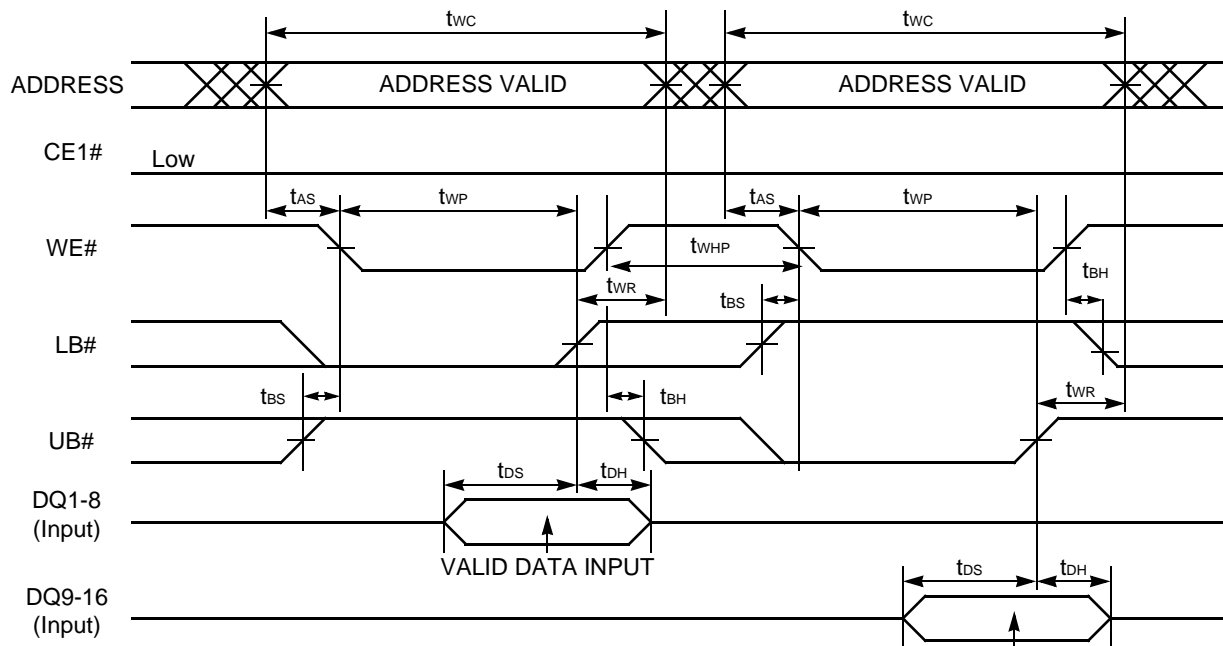 tWC tWC
ADDRESS ADDRESS VALID ADDRESS VALID
CE1# Low
tAS tWP tAS tWP
WE# tWHP
tWR tBS tBH
LB#
tBS tBH tWR
UB#
tDS tDH
DQ1-8
(Input)
VALID DATA INPUT
tDS tDH
DQ9-16
(Input)